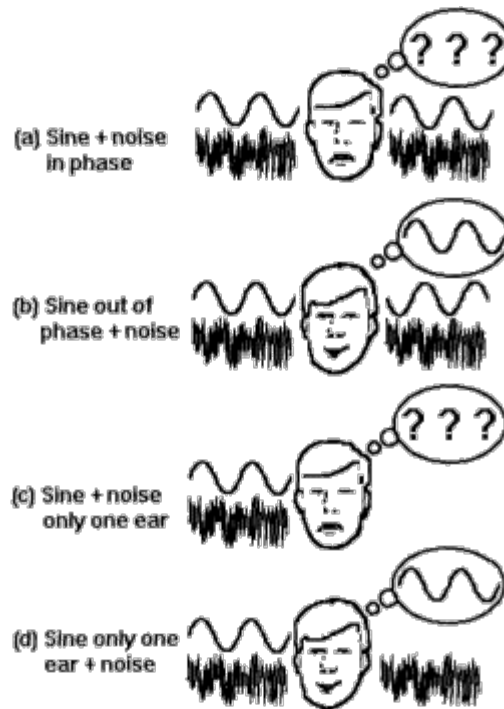 ? ? ?
(a) Sine + noise
in phase
(b) Sine out of
phase + noise
? ? ?
(c) Sine + noise
only one ear
(d) Sine only one
ear + noise